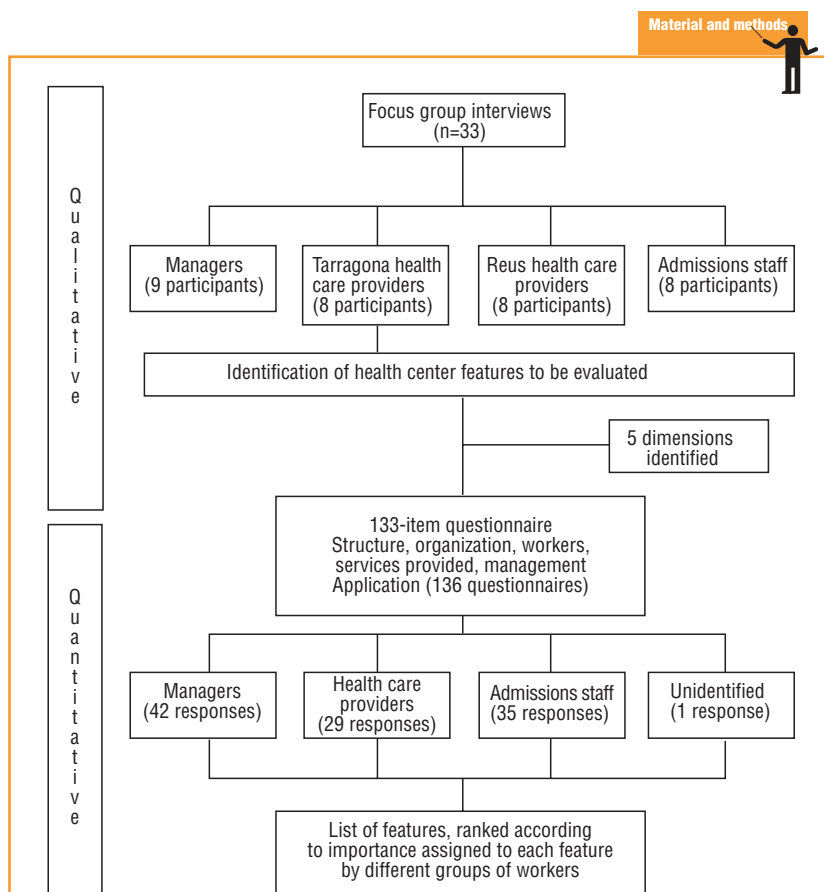 Material and methods
Qualitative
Focus group interviews
(n=33)
Managers
(9 participants)
Tarragona health
care providers
(8 participants)
Reus health care
providers
(8 participants)
Admissions staff
(8 participants)
Identification of health center features to be evaluated
5 dimensions
identified
Quantitative
133-item questionnaire
Structure, organization, workers,
services provided, management
Application (136 questionnaires)
Managers
(42 responses)
Health care
providers
(29 responses)
Admissions staff
(35 responses)
Unidentified
(1 response)
List of features, ranked according
to importance assigned to each feature
by different groups of workers